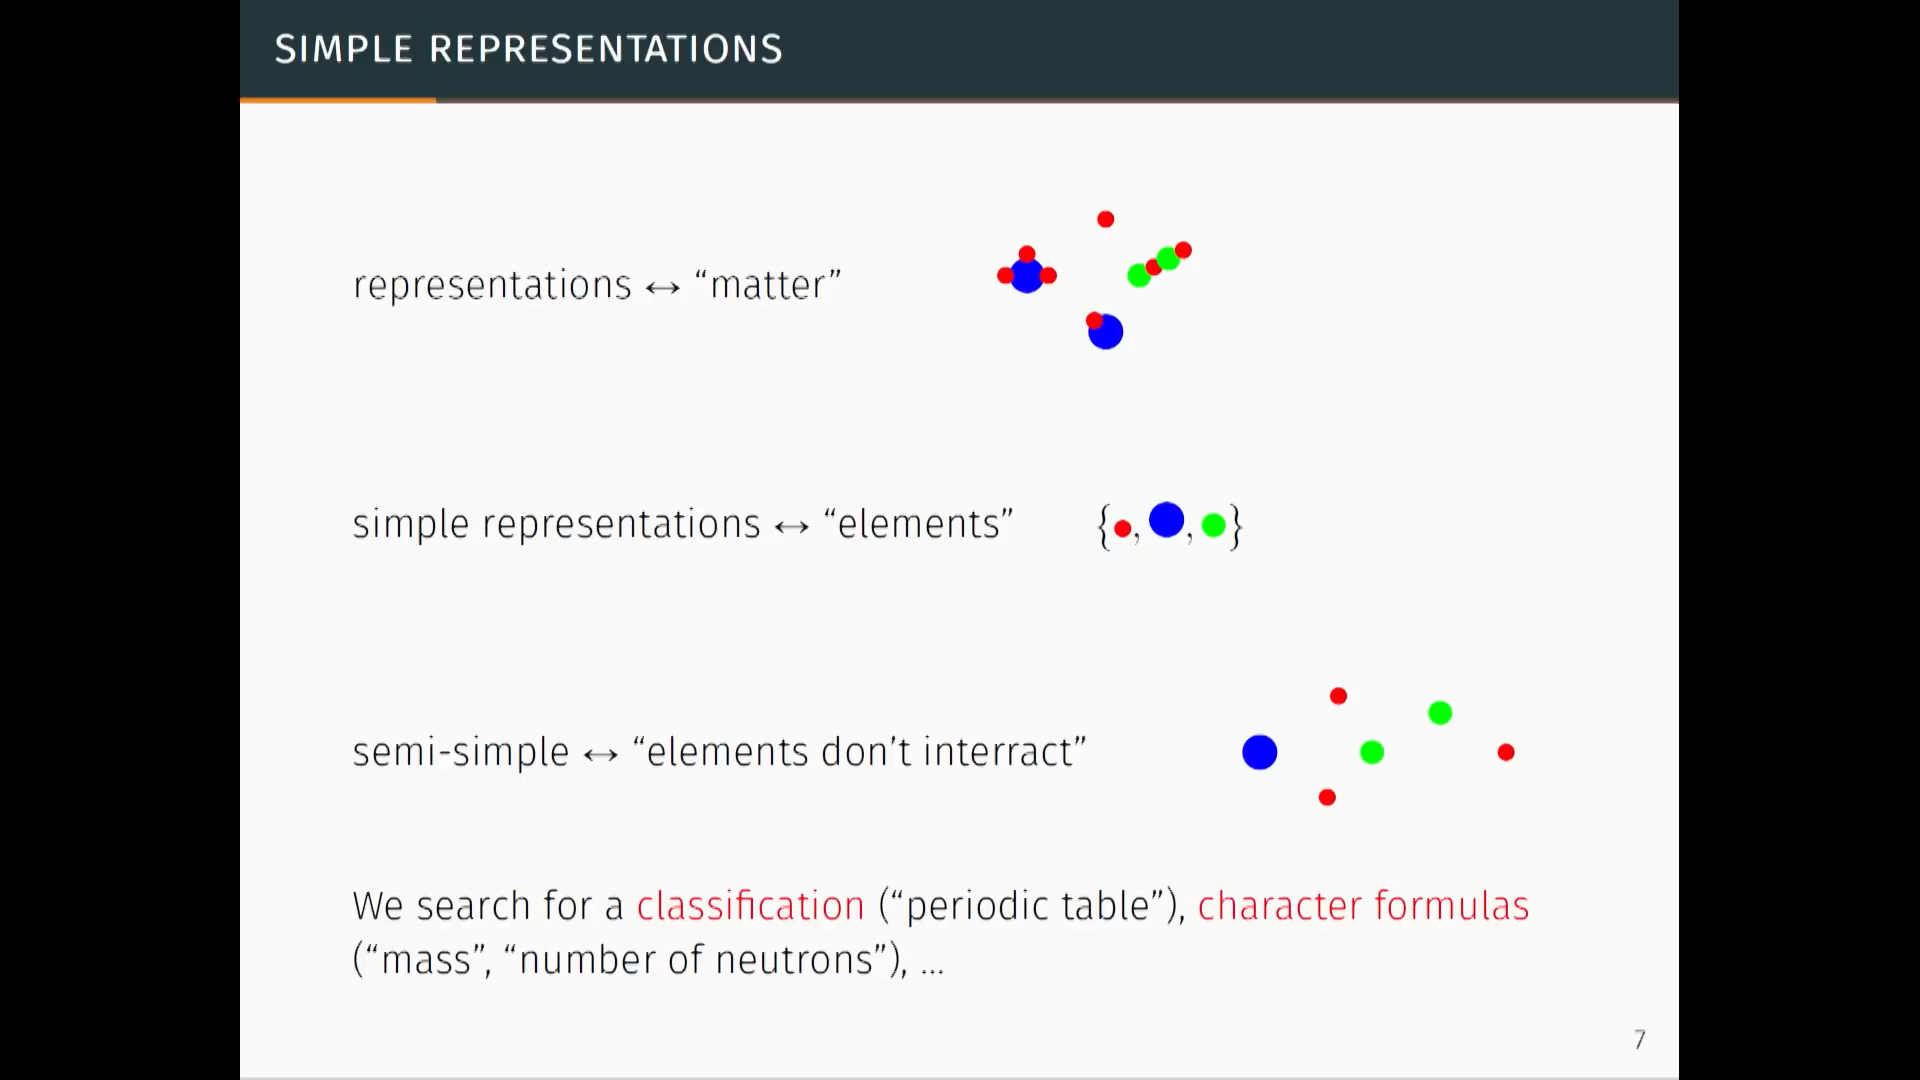 SIMPLE REPRESENTATIONS
representations ↔ “matter”
simple representations ↔ “elements” { , , }
semi-simple ↔ “elements don’t interract”
We search for a classification (“periodic table”), character formulas
(“mass”, “number of neutrons”), ...
7